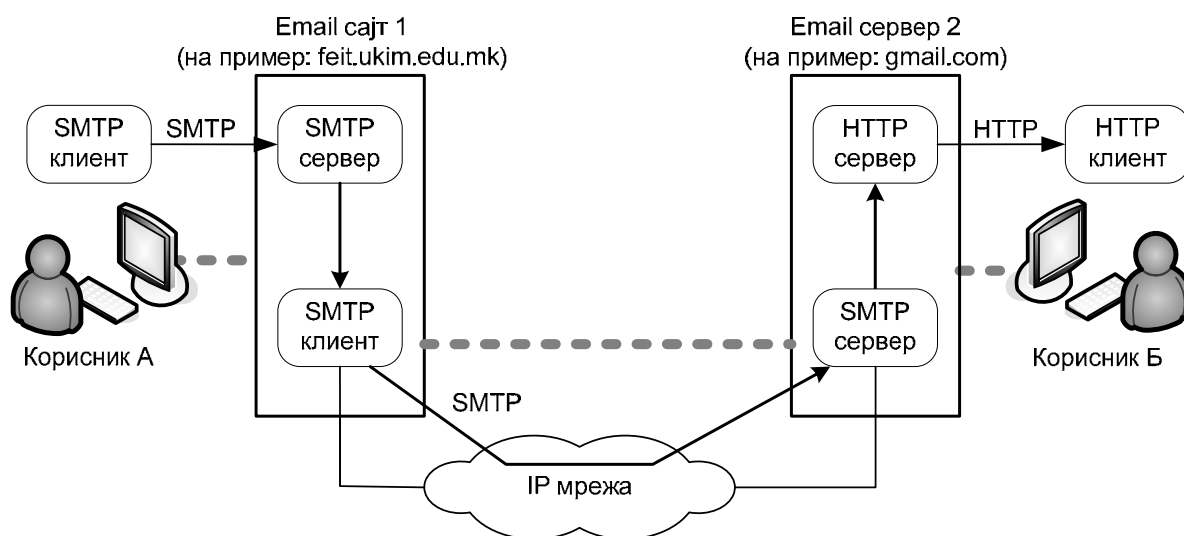 Email сајт 1
(на пример: feit.ukim.edu.mk)
Email сервер 2
(на пример: gmail.com)
SMTP
клиент
SMTP
SMTP
сервер
HTTP
сервер
HTTP
HTTP
клиент
SMTP
клиент
SMTP
сервер
Корисник А
Корисник Б
SMTP
IP мрежа